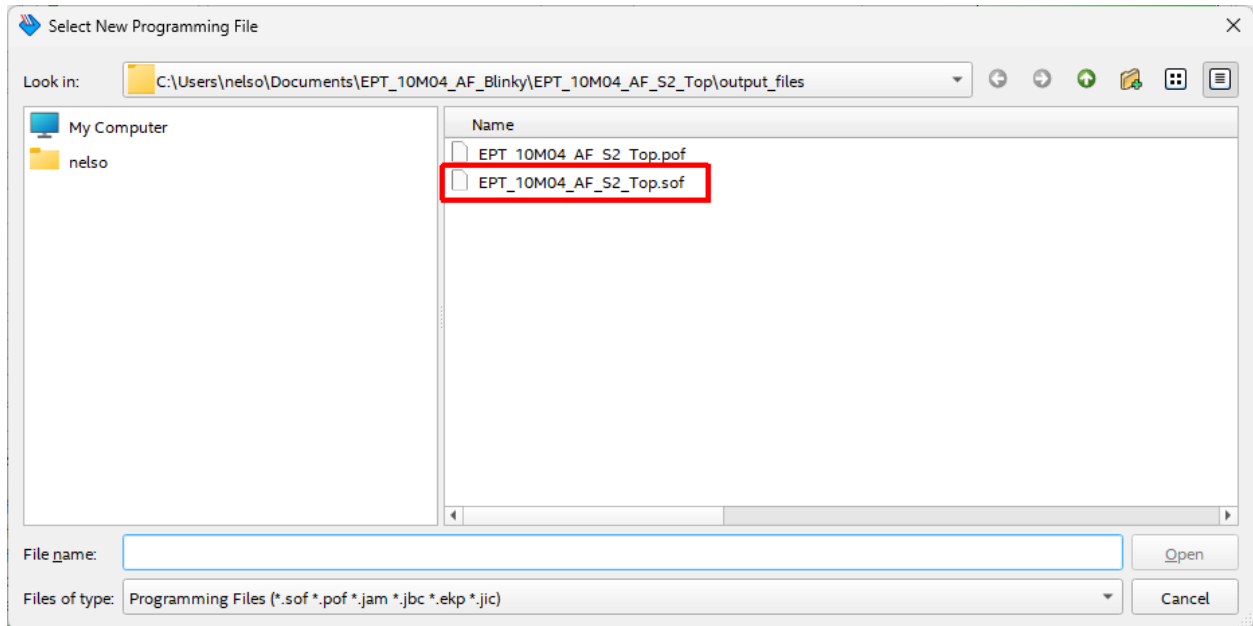 Select New Programming File
Look in: C:\Users\nelso\Documents\EPT_10M04_AF_Blinky\EPT_10M04_AF_S2_Top\output_files
My Computer
nelso
Name
EPT_10M04_AF_S2_Top.pof
EPT_10M04_AF_S2_Top.sof
File name:
Open
Files of type: Programming Files (*.sof *.pof *.jam *.jbc *.ekp *.jic)
Cancel